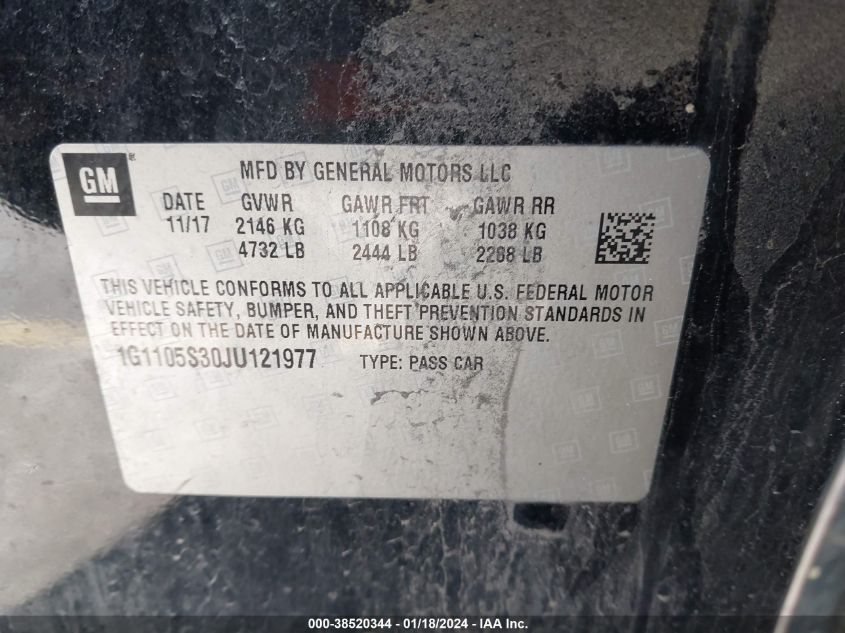 GM
MFD BY GENERAL MOTORS LLC
DATE GVWR GAWR FRT GAWR RR
11/17 2146 KG 1108 KG 1038 KG
4732 LB 2444 LB 2288 LB
THIS VEHICLE CONFORMS TO ALL APPLICABLE U.S. FEDERAL MOTOR
VEHICLE SAFETY, BUMPER, AND THEFT PREVENTION STANDARDS IN
EFFECT ON THE DATE OF MANUFACTURE SHOWN ABOVE.
1G1105S30JU121977 TYPE: PASS CAR
000-38520344 - 01/18/2024 - IAA Inc.